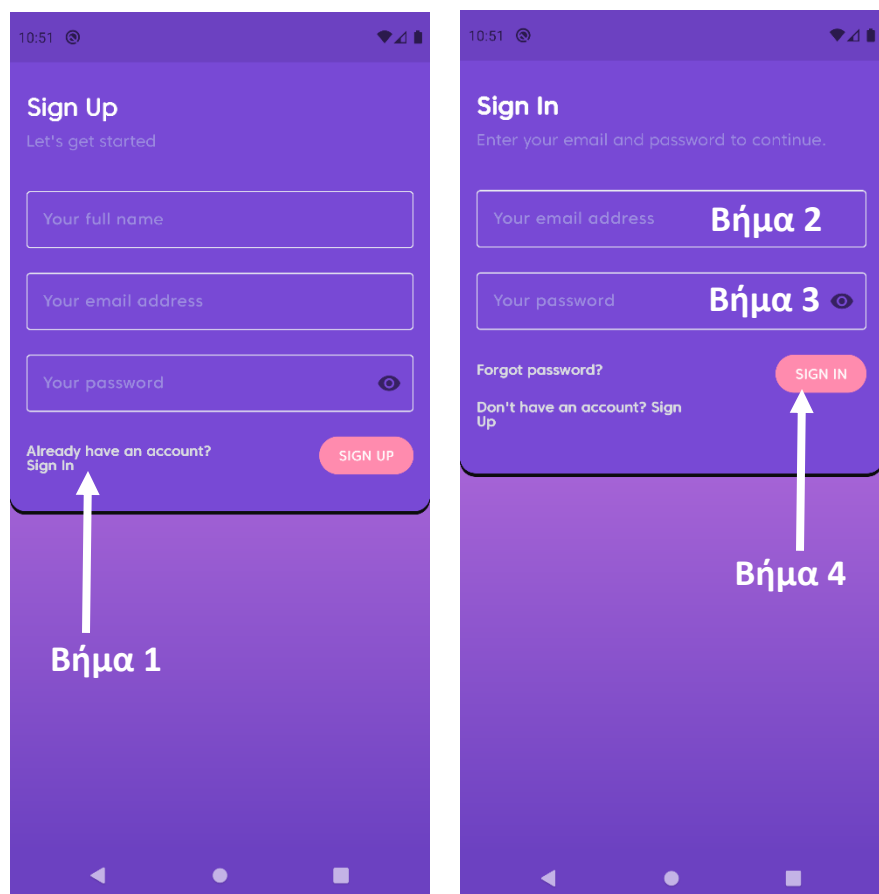 10:51
Sign Up
Let's get started
Your full name
Your email address
Your password
Already have an account?
Sign In
SIGN UP
Βήμα 1
10:51
Sign In
Enter your email and password to continue.
Your email address
Βήμα 2
Your password
Βήμα 3
Forgot password?
SIGN IN
Don't have an account? Sign
Up
Βήμα 4